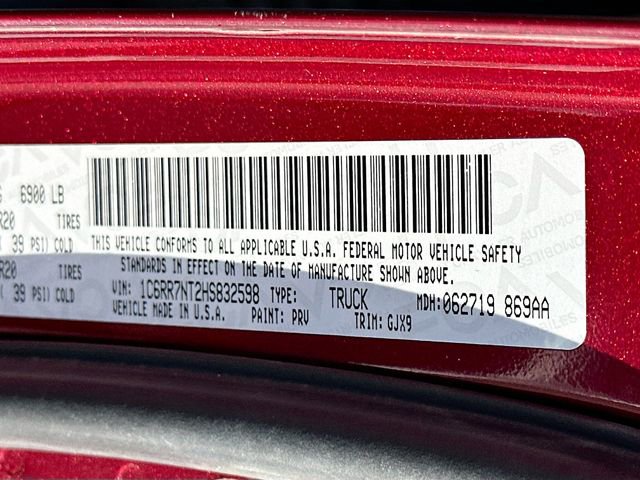 6900 LB
R20 TIRES
39 PSI) COLD
THIS VEHICLE CONFORMS TO ALL APPLICABLE U.S.A. FEDERAL MOTOR VEHICLE SAFETY
R20 TIRES
STANDARDS IN EFFECT ON THE DATE OF MANUFACTURE SHOWN ABOVE.
( 39 PSI) COLD
VIN: 1C6RR7NT2HS832598 TYPE: TRUCK MDH: 062719 869AA
VEHICLE MADE IN U.S.A. PAINT: PRV TRIM: GJX9